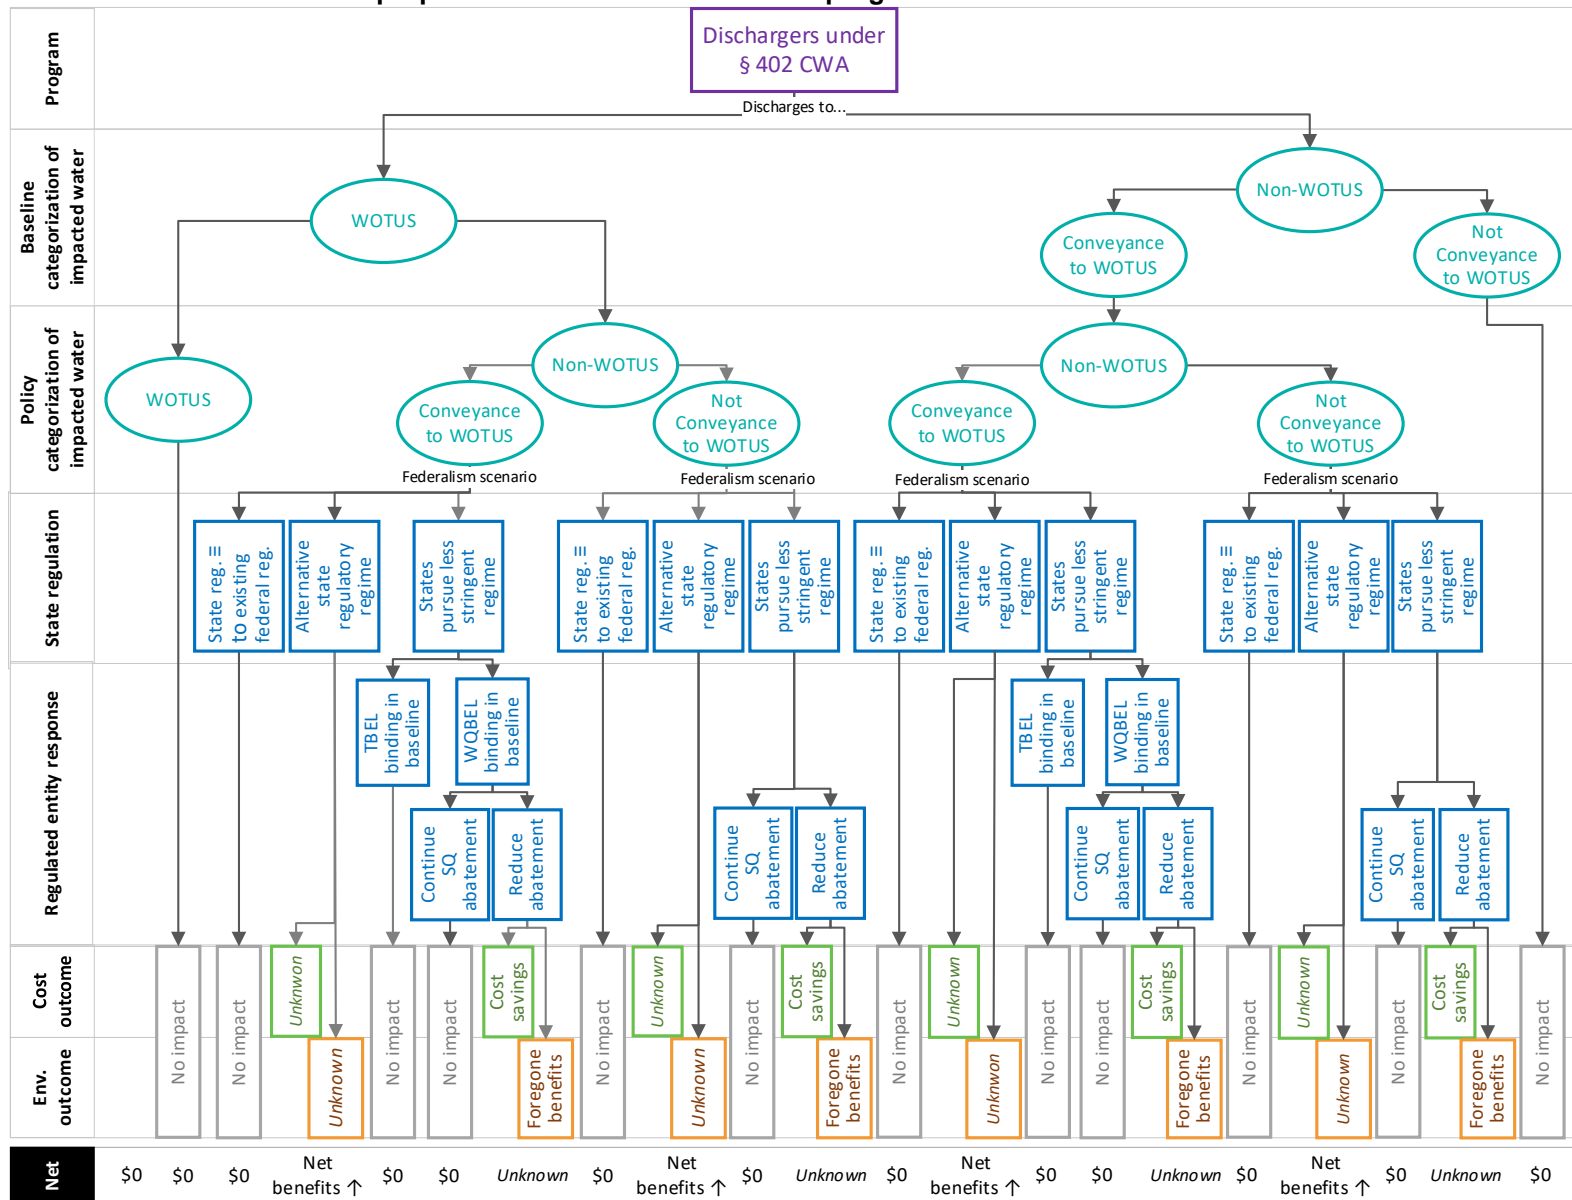 Program
Dischargers under
§ 402 CWA
Discharges to...
Baseline
categorization of
impacted water
WOTUS
Non-WOTUS
Conveyance
to WOTUS
Not
Conveyance
to WOTUS
Policy
categorization of
impacted water
WOTUS
Non-WOTUS
Conveyance
to WOTUS
Not
Conveyance
to WOTUS
Non-WOTUS
Conveyance
to WOTUS
Not
Conveyance
to WOTUS
Federalism scenario
Federalism scenario
Federalism scenario
Federalism scenario
State regulation
State reg. ≡
to existing
federal reg.
Alternative
state
regulatory
regime
States
pursue less
stringent
regime
State reg. ≡
to existing
federal reg.
Alternative
state
regulatory
regime
States
pursue less
stringent
regime
State reg. ≡
to existing
federal reg.
Alternative
state
regulatory
regime
States
pursue less
stringent
regime
State reg. ≡
to existing
federal reg.
Alternative
state
regulatory
regime
States
pursue less
stringent
regime
Regulated entity response
TBEL
binding in
baseline
WQBEL
binding in
baseline
Continue
SQ
abatement
Reduce
abatement
Continue
SQ
abatement
Reduce
abatement
TBEL
binding in
baseline
WQBEL
binding in
baseline
Continue
SQ
abatement
Reduce
abatement
Continue
SQ
abatement
Reduce
abatement
Cost
outcome
Env.
outcome
No impact
No impact
Unknwon
Unknown
No impact
No impact
Cost
savings
Foregone
benefits
No impact
Unknown
Unknown
No impact
Cost
savings
Foregone
benefits
No impact
Unknown
Unknwon
No impact
No impact
Cost
savings
Foregone
benefits
No impact
Unknown
Unknown
No impact
Cost
savings
Foregone
benefits
No impact
Net
$0
$0
$0
Net
benefits ↑
$0
$0
Unknown
$0
Net
benefits ↑
$0
Unknown
$0
Net
benefits ↑
$0
$0
Unknown
$0
Net
benefits ↑
$0
Unknown
$0